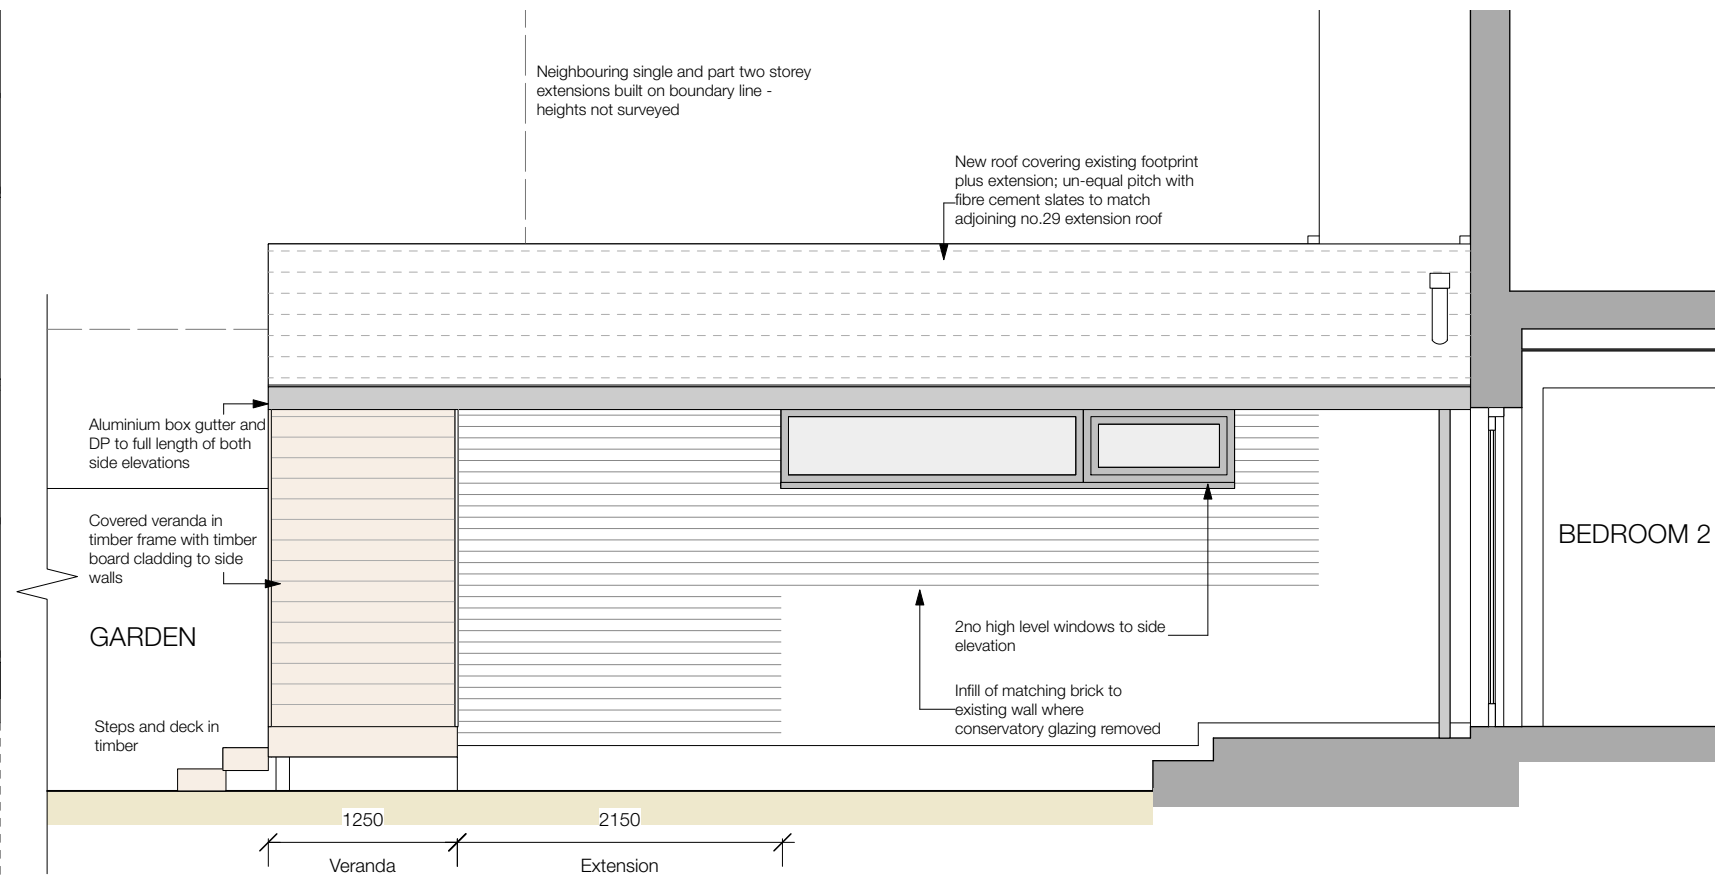 Neighbouring single and part two storey
extensions built on boundary line -
heights not surveyed
New roof covering existing footprint
plus extension; un-equal pitch with
fibre cement slates to match
adjoining no.29 extension roof
Aluminium box gutter and
DP to full length of both
side elevations
Covered veranda in
timber frame with timber
board cladding to side
walls
BEDROOM 2
GARDEN
2no high level windows to side
elevation
Infill of matching brick to
existing wall where
conservatory glazing removed
Steps and deck in
timber
1250
2150
Veranda
Extension